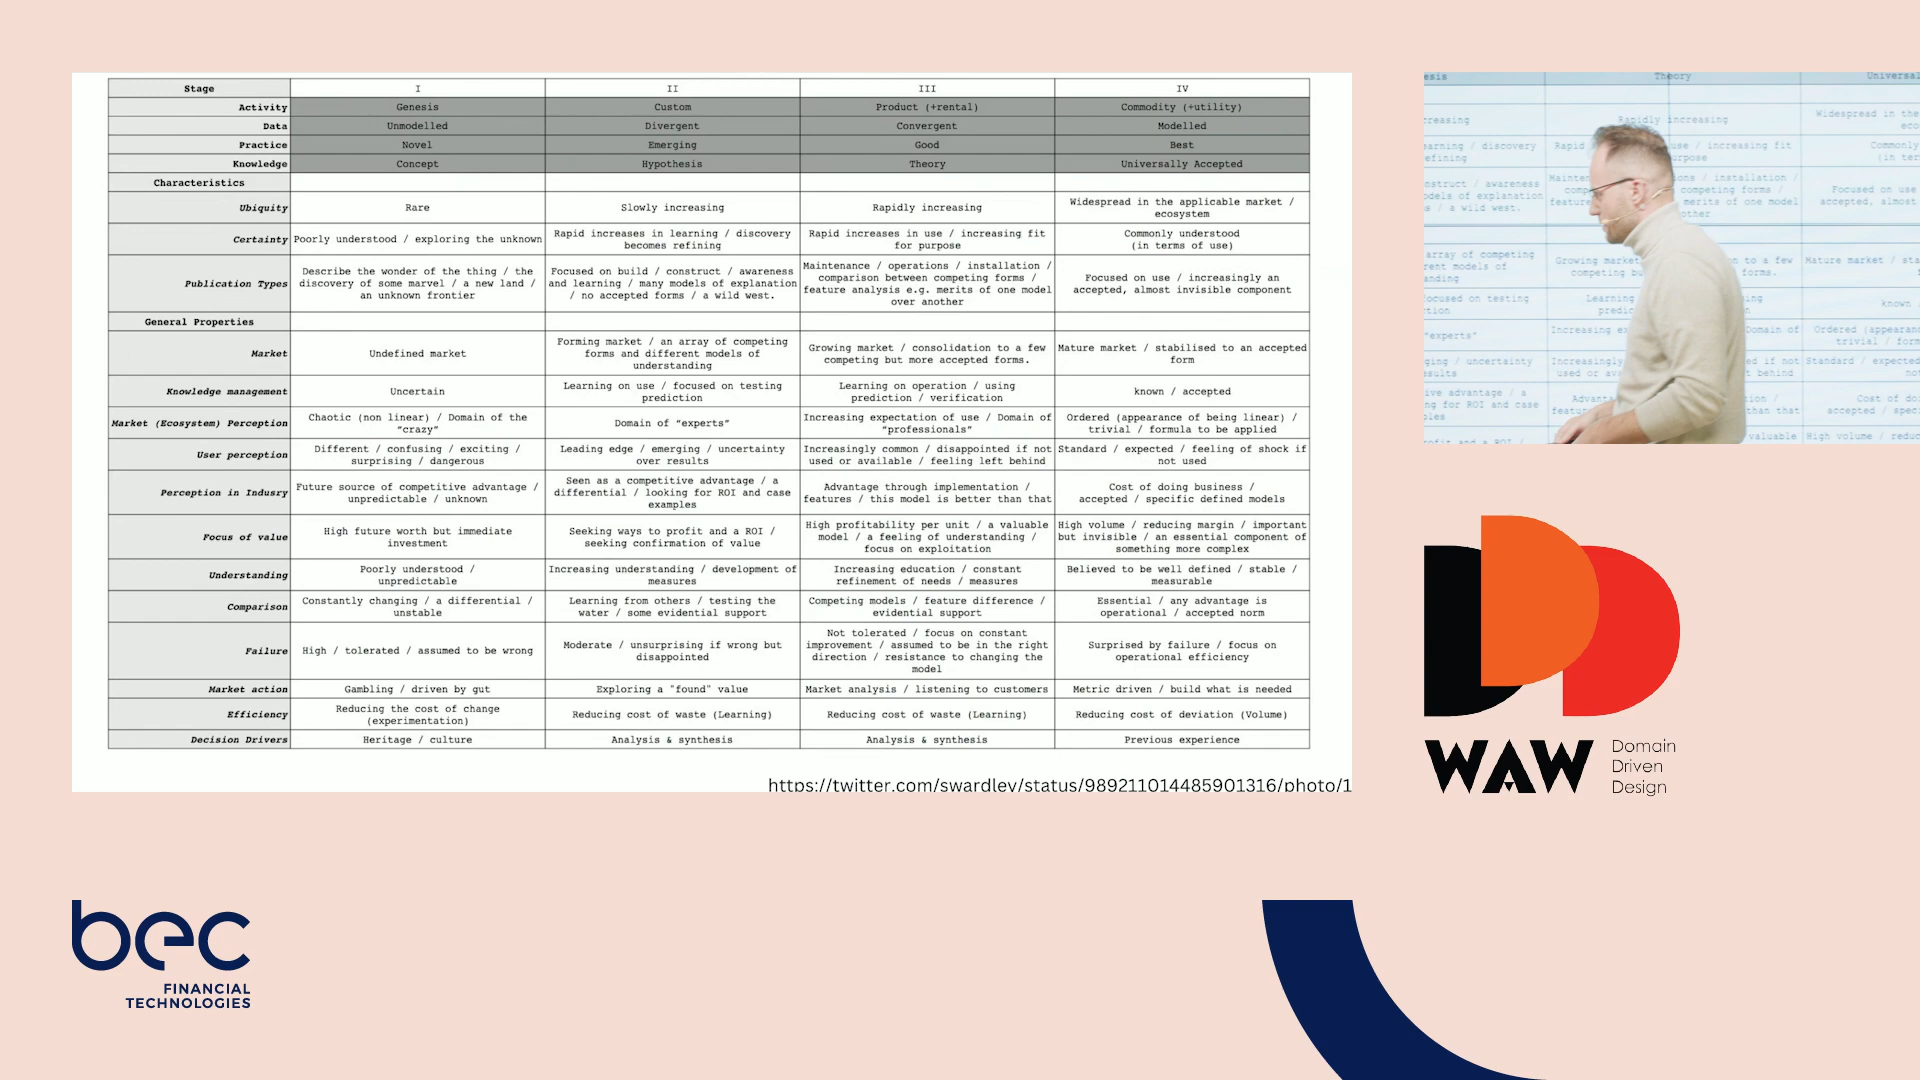 Stage I II III IV
Activity Genesis Custom Product (+rental) Commodity (+utility)
Data Unmodelled Divergent Convergent Modelled
Practice Novel Emerging Good Best
Knowledge Concept Hypothesis Theory Universally Accepted
Characteristics
Ubiquity Rare Slowly increasing Rapidly increasing Widespread in the applicable market /
ecosystem
Certainty Poorly understood / exploring the unknown
Rapid increases in learning / discovery
becomes refining
Rapid increases in use / increasing fit
for purpose
Commonly understood
(in terms of use)
Publication Types
Describe the wonder of the thing / the
discovery of some marvel / a new land /
an unknown frontier
Focused on build / construct / awareness
and learning / many models of explanation
/ no accepted forms / a wild west.
Maintenance / operations / installation /
comparison between competing forms /
feature analysis e.g. merits of one model
over another
Focused on use / increasingly an
accepted, almost invisible component
General Properties
Market
Undefined market
Forming market / an array of competing
forms and different models of
understanding
Growing market / consolidation to a few
competing but more accepted forms.
Mature market / stabilised to an accepted
form
Knowledge management
Uncertain
Learning on use / focused on testing
prediction
Learning on operation / using
prediction / verification
known / accepted
Market (Ecosystem) Perception
Chaotic (non linear) / Domain of the
“crazy”
Domain of “experts”
Increasing expectation of use / Domain of
“professionals”
Ordered (appearance of being linear) /
trivial / formula to be applied
User perception
Different / confusing / exciting /
surprising / dangerous
Leading edge / emerging / uncertainty
over results
Increasingly common / disappointed if not
used or available / feeling left behind
Standard / expected / feeling of shock if
not used
Perception in Indusry
Future source of competitive advantage /
unpredictable / unknown
Seen as a competitive advantage / a
differential / looking for ROI and case
examples
Advantage through implementation /
features / this model is better than that
Cost of doing business /
accepted / specific defined models
Focus of value
High future worth but immediate
investment
Seeking ways to profit and a ROI /
seeking confirmation of value
High profitability per unit / a valuable
model / a feeling of understanding /
focus on exploitation
High volume / reducing margin / important
but invisible / an essential component of
something more complex
Understanding
Poorly understood /
unpredictable
Increasing understanding / development of
measures
Increasing education / constant
refinement of needs / measures
Believed to be well defined / stable /
measurable
Comparison
Constantly changing / a differential /
unstable
Learning from others / testing the
water / some evidential support
Competing models / feature difference /
evidential support
Essential / any advantage is
operational / accepted norm
Failure
High / tolerated / assumed to be wrong
Moderate / unsurprising if wrong but
disappointed
Not tolerated / focus on constant
improvement / assumed to be in the right
direction / resistance to changing the
model
Surprised by failure / focus on
operational efficiency
Market action Gambling / driven by gut Exploring a "found" value Market analysis / listening to customers Metric driven / build what is needed
Efficiency
Reducing the cost of change
(experimentation)
Reducing cost of waste (Learning)
Reducing cost of waste (Learning)
Reducing cost of deviation (Volume)
Decision Drivers Heritage / culture Analysis & synthesis Analysis & synthesis Previous experience
https://twitter.com/swardley/status/989211014485901316/photo/1
WAW
Domain
Driven
Design
bec
FINANCIAL
TECHNOLOGIES